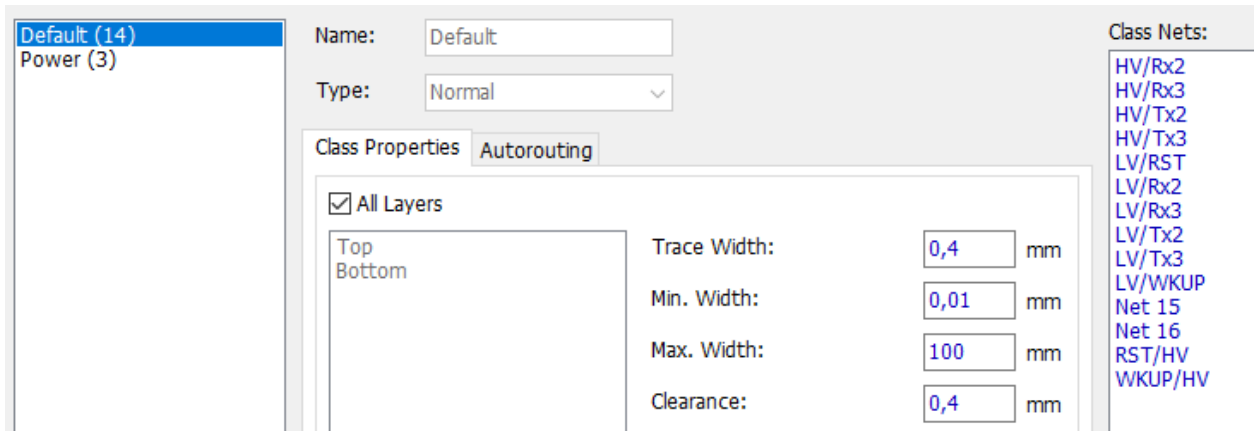 Default (14)
Power (3)
Name: Default
Type: Normal
Class Properties Autorouting
All Layers
Top
Bottom
Trace Width: 0,4 mm
Min. Width: 0,01 mm
Max. Width: 100 mm
Clearance: 0,4 mm
Class Nets:
HV/Rx2
HV/Rx3
HV/Tx2
HV/Tx3
LV/RST
LV/Rx2
LV/Rx3
LV/Tx2
LV/Tx3
LV/WKUP
Net 15
Net 16
RST/HV
WKUP/HV